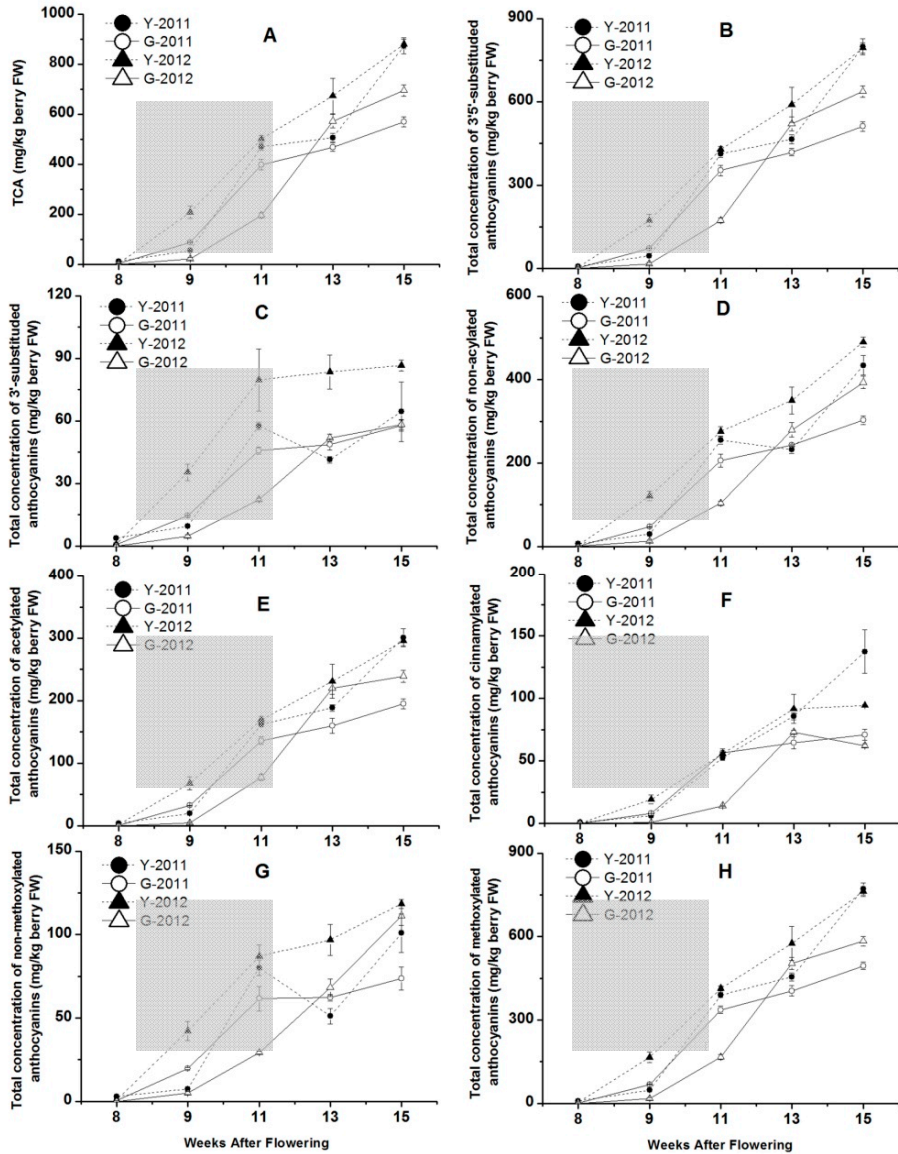 Y-2011
G-2011
Y-2012
G-2012
A
TCA (mg/kg berry FW)
1000
800
600
400
200
0
8 9 11 13 15
Y-2011
G-2011
Y-2012
G-2012
B
Total concentration of 3'5'-substituded
anthocyanins (mg/kg berry FW)
900
600
300
0
8 9 11 13 15
Y-2011
G-2011
Y-2012
G-2012
C
Total concentration of 3'-substituded
anthocyanins (mg/kg berry FW)
120
90
60
30
0
8 9 11 13 15
Y-2011
G-2011
Y-2012
G-2012
D
Total concentration of non-acylated
anthocyanins (mg/kg berry FW)
600
400
200
0
8 9 11 13 15
Y-2011
G-2011
Y-2012
G-2012
E
Total concentration of acetylated
anthocyanins (mg/kg berry FW)
400
300
200
100
0
8 9 11 13 15
Y-2011
G-2011
Y-2012
G-2012
F
Total concentration of cinnamylated
anthocyanins (mg/kg berry FW)
200
150
100
50
0
8 9 11 13 15
Y-2011
G-2011
Y-2012
G-2012
G
Total concentration of non-methoxylated
anthocyanins (mg/kg berry FW)
150
100
50
0
8 9 11 13 15
Weeks After Flowering
Y-2011
G-2011
Y-2012
G-2012
H
Total concentration of methoxylated
anthocyanins (mg/kg berry FW)
900
600
300
0
8 9 11 13 15
Weeks After Flowering